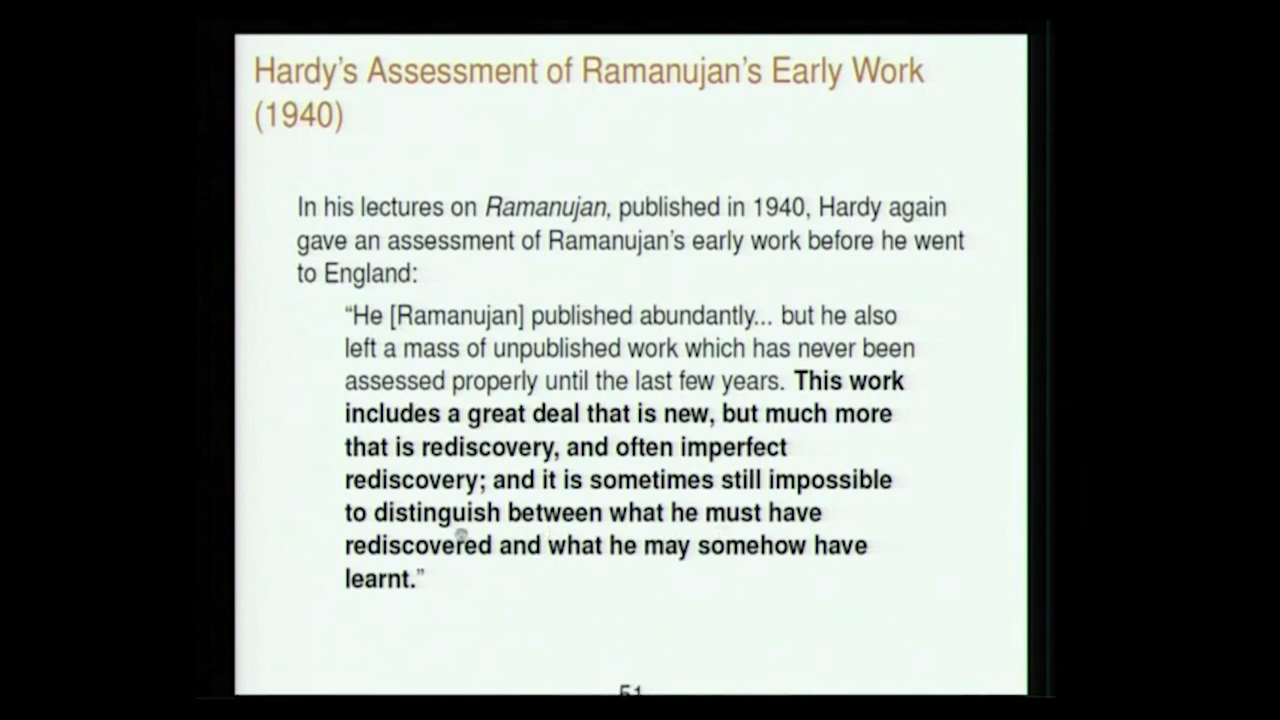 Hardy's Assessment of Ramanujan's Early Work
(1940)
In his lectures on Ramanujan, published in 1940, Hardy again
gave an assessment of Ramanujan's early work before he went
to England:
“He [Ramanujan] published abundantly... but he also
left a mass of unpublished work which has never been
assessed properly until the last few years. This work
includes a great deal that is new, but much more
that is rediscovery, and often imperfect
rediscovery; and it is sometimes still impossible
to distinguish between what he must have
rediscovered and what he may somehow have
learnt.”
51